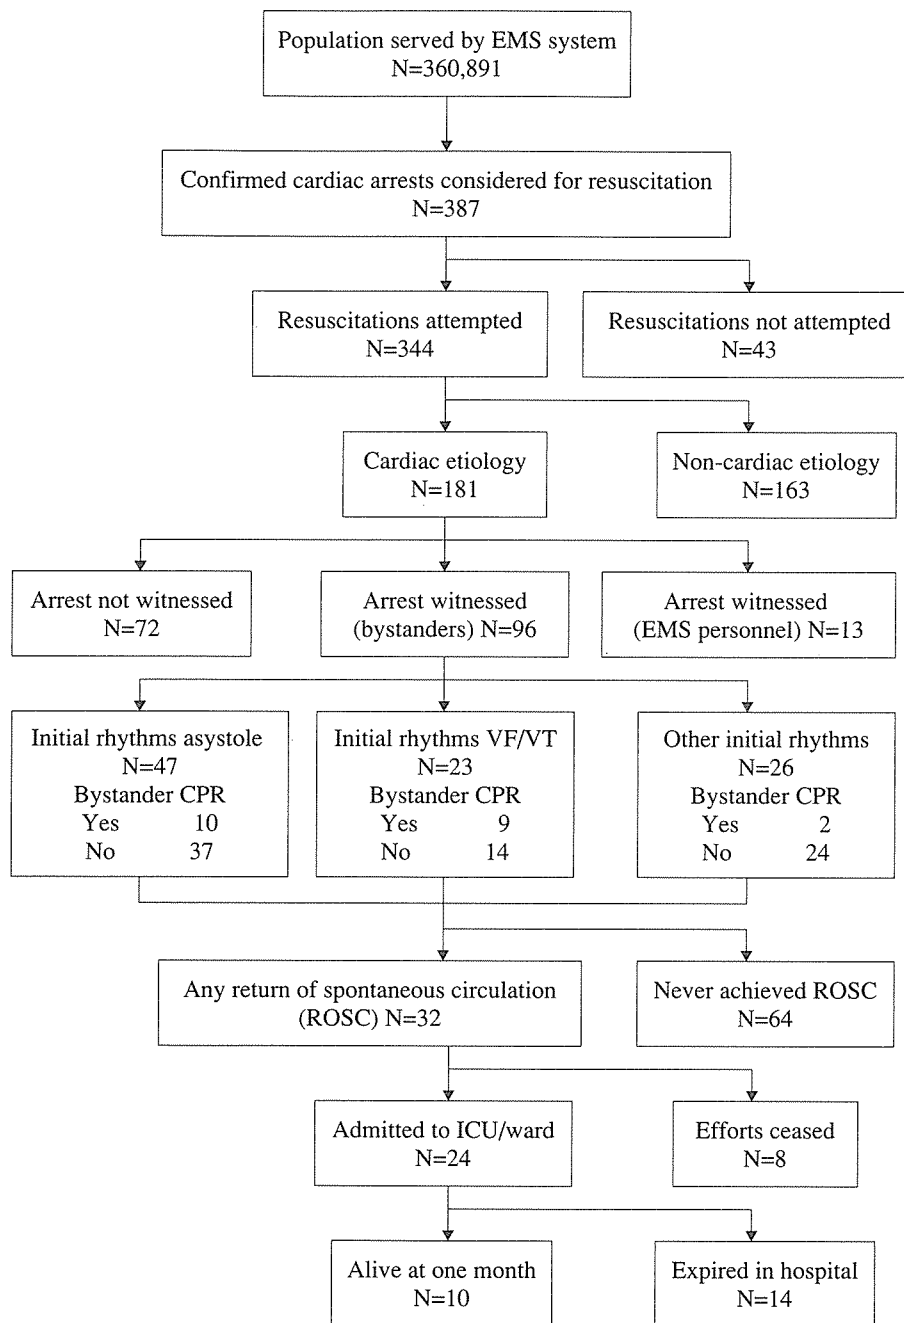 Population served by EMS system
N=360,891
Confirmed cardiac arrests considered for resuscitation
N=387
Resuscitations attempted
N=344
Resuscitations not attempted
N=43
Cardiac etiology
N=181
Non-cardiac etiology
N=163
Arrest not witnessed
N=72
Arrest witnessed
(bystanders) N=96
Arrest witnessed
(EMS personnel) N=13
Initial rhythms asystole
N=47
Bystander CPR
Yes 10
No 37
Initial rhythms VF/VT
N=23
Bystander CPR
Yes 9
No 14
Other initial rhythms
N=26
Bystander CPR
Yes 2
No 24
Any return of spontaneous circulation
(ROSC) N=32
Never achieved ROSC
N=64
Admitted to ICU/ward
N=24
Efforts ceased
N=8
Alive at one month
N=10
Expired in hospital
N=14